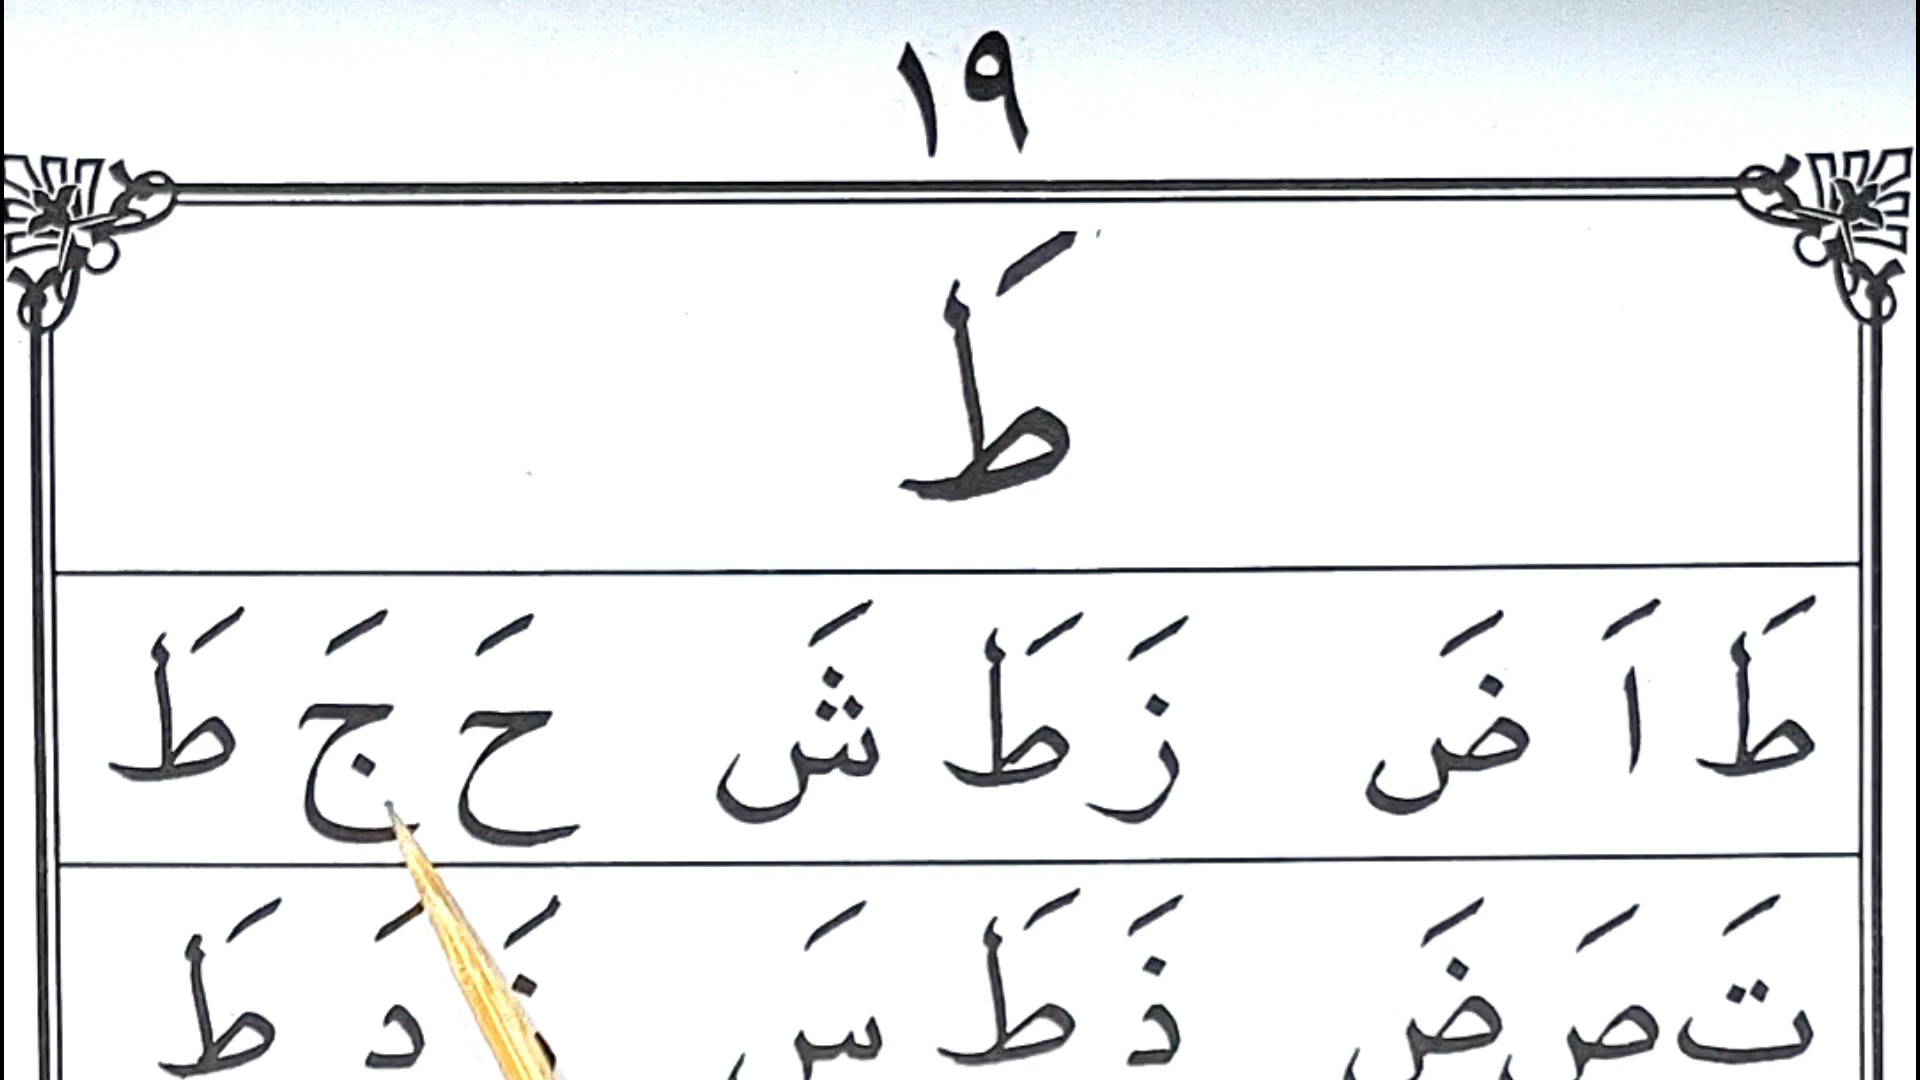 ١٩
طَ
طَ اَ ضَ زَ طَ شَ حَ جَ طَ
تَ صَ ضَ ذَ طَ سَ دَ طَ